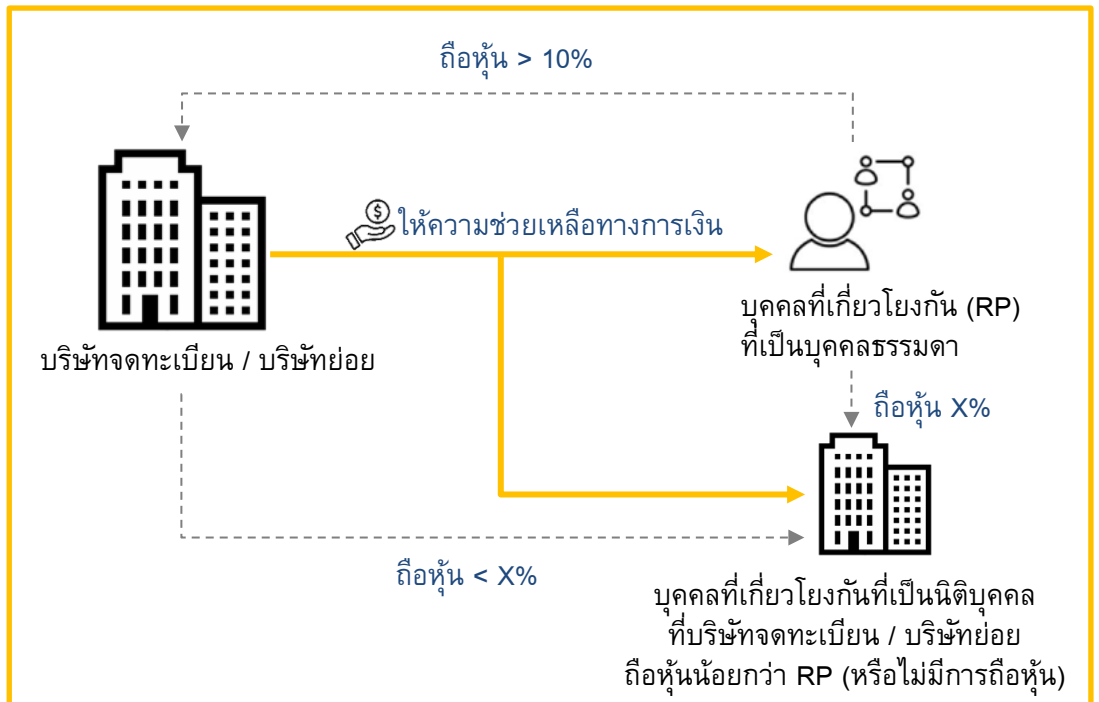 ถือหุ้น > 10%
$
ให้ความช่วยเหลือทางการเงิน
บุคคลที่เกี่ยวโยงกัน (RP)
ที่เป็นบุคคลธรรมดา
บริษัทจดทะเบียน / บริษัทย่อย
ถือหุ้น X%
ถือหุ้น < X%
บุคคลที่เกี่ยวโยงกันที่เป็นนิติบุคคล
ที่บริษัทจดทะเบียน / บริษัทย่อย
ถือหุ้นน้อยกว่า RP (หรือไม่มีการถือหุ้น)